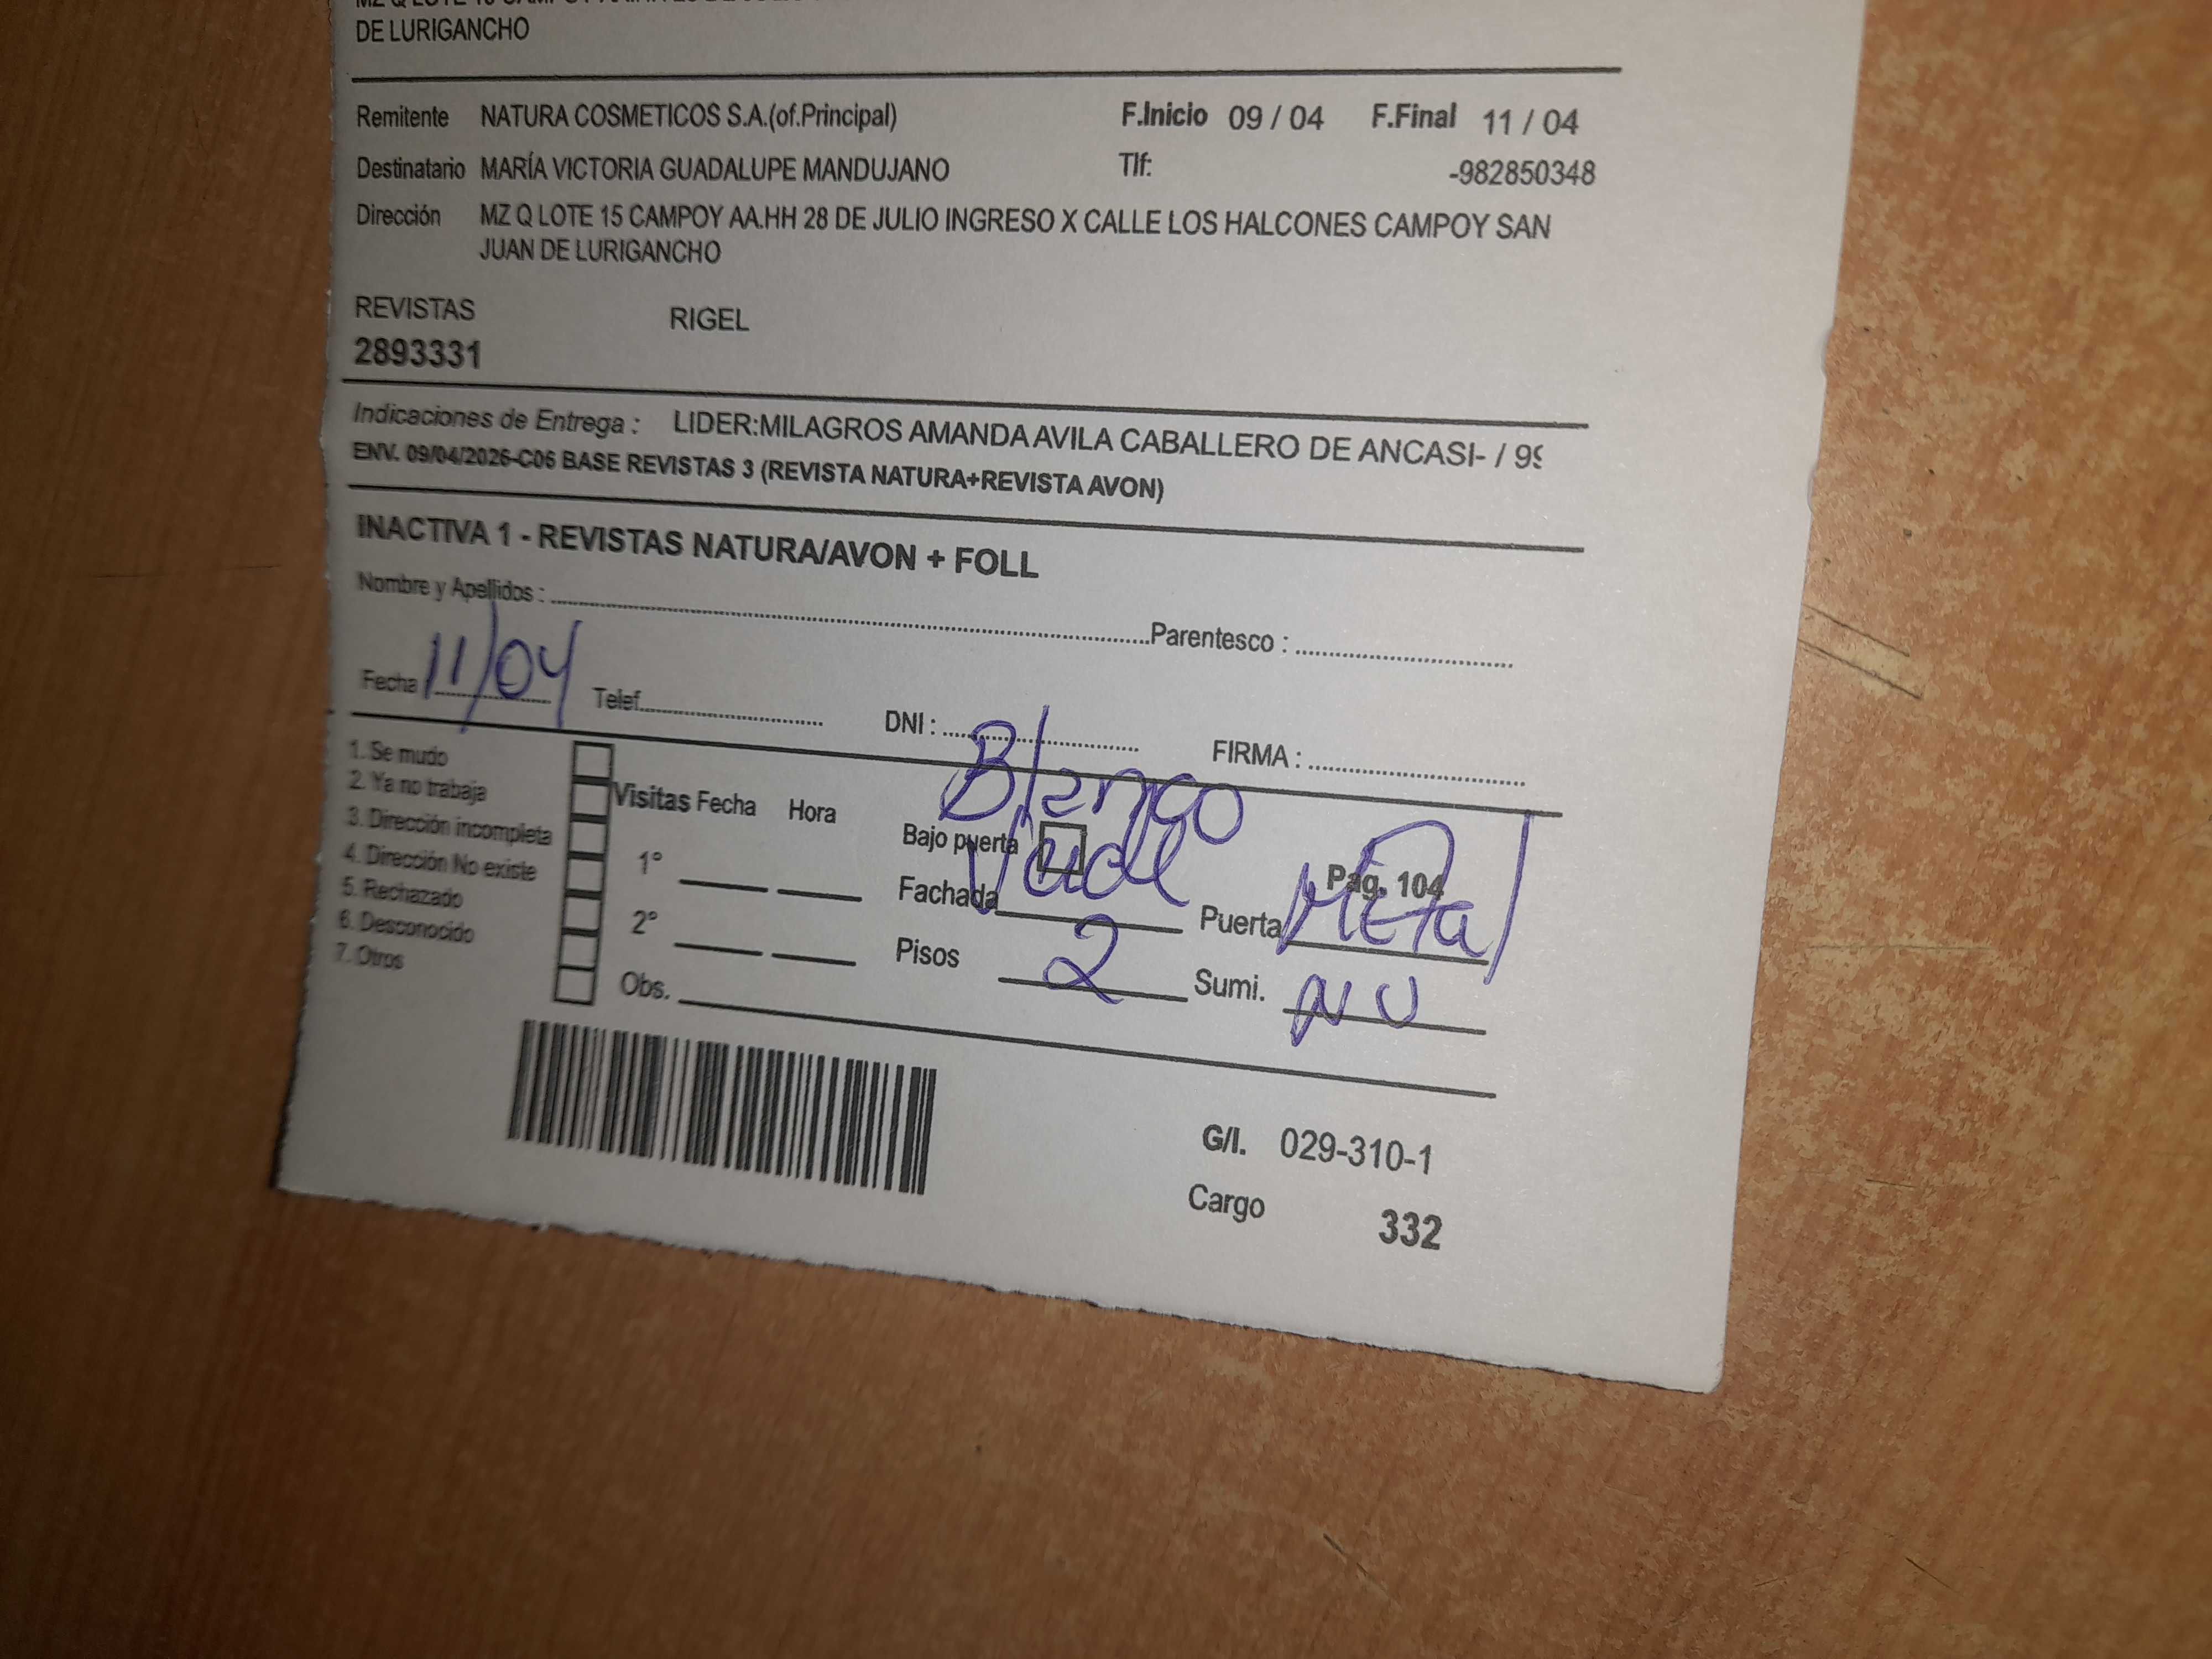 DE LURIGANCHO
Remitente NATURA COSMETICOS S.A.(of.Principal) F.Inicio 09 / 04 F.Final 11 / 04
Destinatario MARÍA VICTORIA GUADALUPE MANDUJANO Tlf: -982850348
Dirección MZ Q LOTE 15 CAMPOY AA.HH 28 DE JULIO INGRESO X CALLE LOS HALCONES CAMPOY SAN
JUAN DE LURIGANCHO
REVISTAS RIGEL
2893331
Indicaciones de Entrega : LIDER:MILAGROS AMANDA AVILA CABALLERO DE ANCASI- / 99
ENV. 09/04/2026-C06 BASE REVISTAS 3 (REVISTA NATURA+REVISTA AVON)
INACTIVA 1 - REVISTAS NATURA/AVON + FOLL
Nombre y Apellidos : Parentesco :
Fecha 11/04 Telef. DNI : FIRMA :
1. Se mudo
2. Ya no trabaja
3. Dirección incompleta
4. Dirección No existe
5. Rechazado
6. Desconocido
7. Otros
Visitas Fecha Hora
1°
2°
Obs.
Blanco
Bajo puerta
Fachada
Pag. 104
Puerta Metal
Pisos 2 Sumi. NO
G/I. 029-310-1
Cargo 332